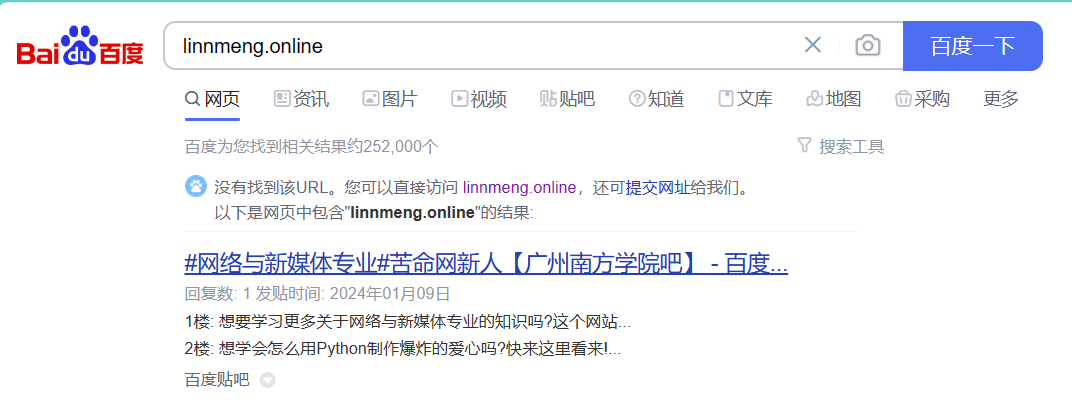 Bai du 百度 linnmeng.online 百度一下
网页 资讯 图片 视频 贴 贴吧 知道 文库 地图 采购 更多
百度为您找到相关结果约252,000个 搜索工具
没有找到该URL。您可以直接访问 linnmeng.online，还可提交网址给我们。
以下是网页中包含"linnmeng.online"的结果:
#网络与新媒体专业#苦命网新人【广州南方学院吧】 - 百度...
回复数: 1 发贴时间: 2024年01月09日
1楼: 想要学习更多关于网络与新媒体专业的知识吗?这个网站...
2楼: 想学会怎么用Python制作爆炸的爱心吗?快来这里看来!...
百度贴吧